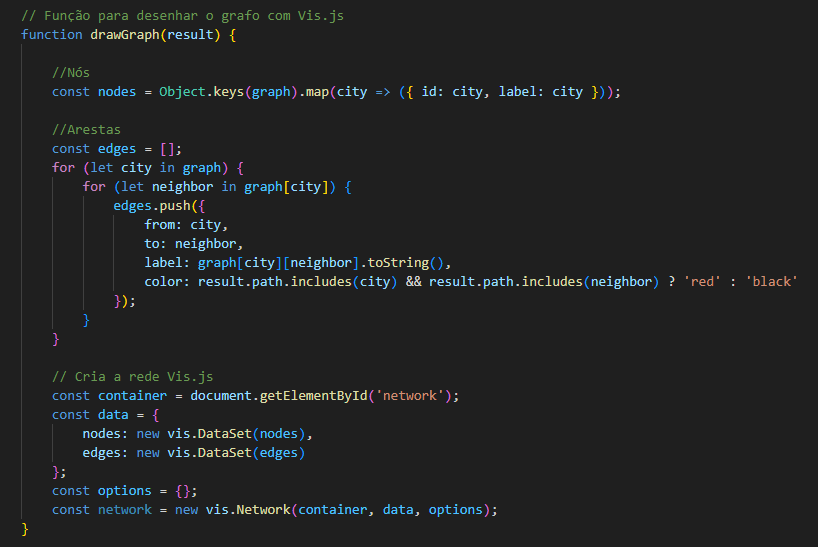 // Função para desenhar o grafo com Vis.js
function drawGraph(result) {
//Nós
const nodes = Object.keys(graph).map(city => ({ id: city, label: city }));
//Arestas
const edges = [];
for (let city in graph) {
for (let neighbor in graph[city]) {
edges.push({
from: city,
to: neighbor,
label: graph[city][neighbor].toString(),
color: result.path.includes(city) && result.path.includes(neighbor) ? 'red' : 'black'
});
}
}
// Cria a rede Vis.js
const container = document.getElementById('network');
const data = {
nodes: new vis.DataSet(nodes),
edges: new vis.DataSet(edges)
};
const options = {};
const network = new vis.Network(container, data, options);
}